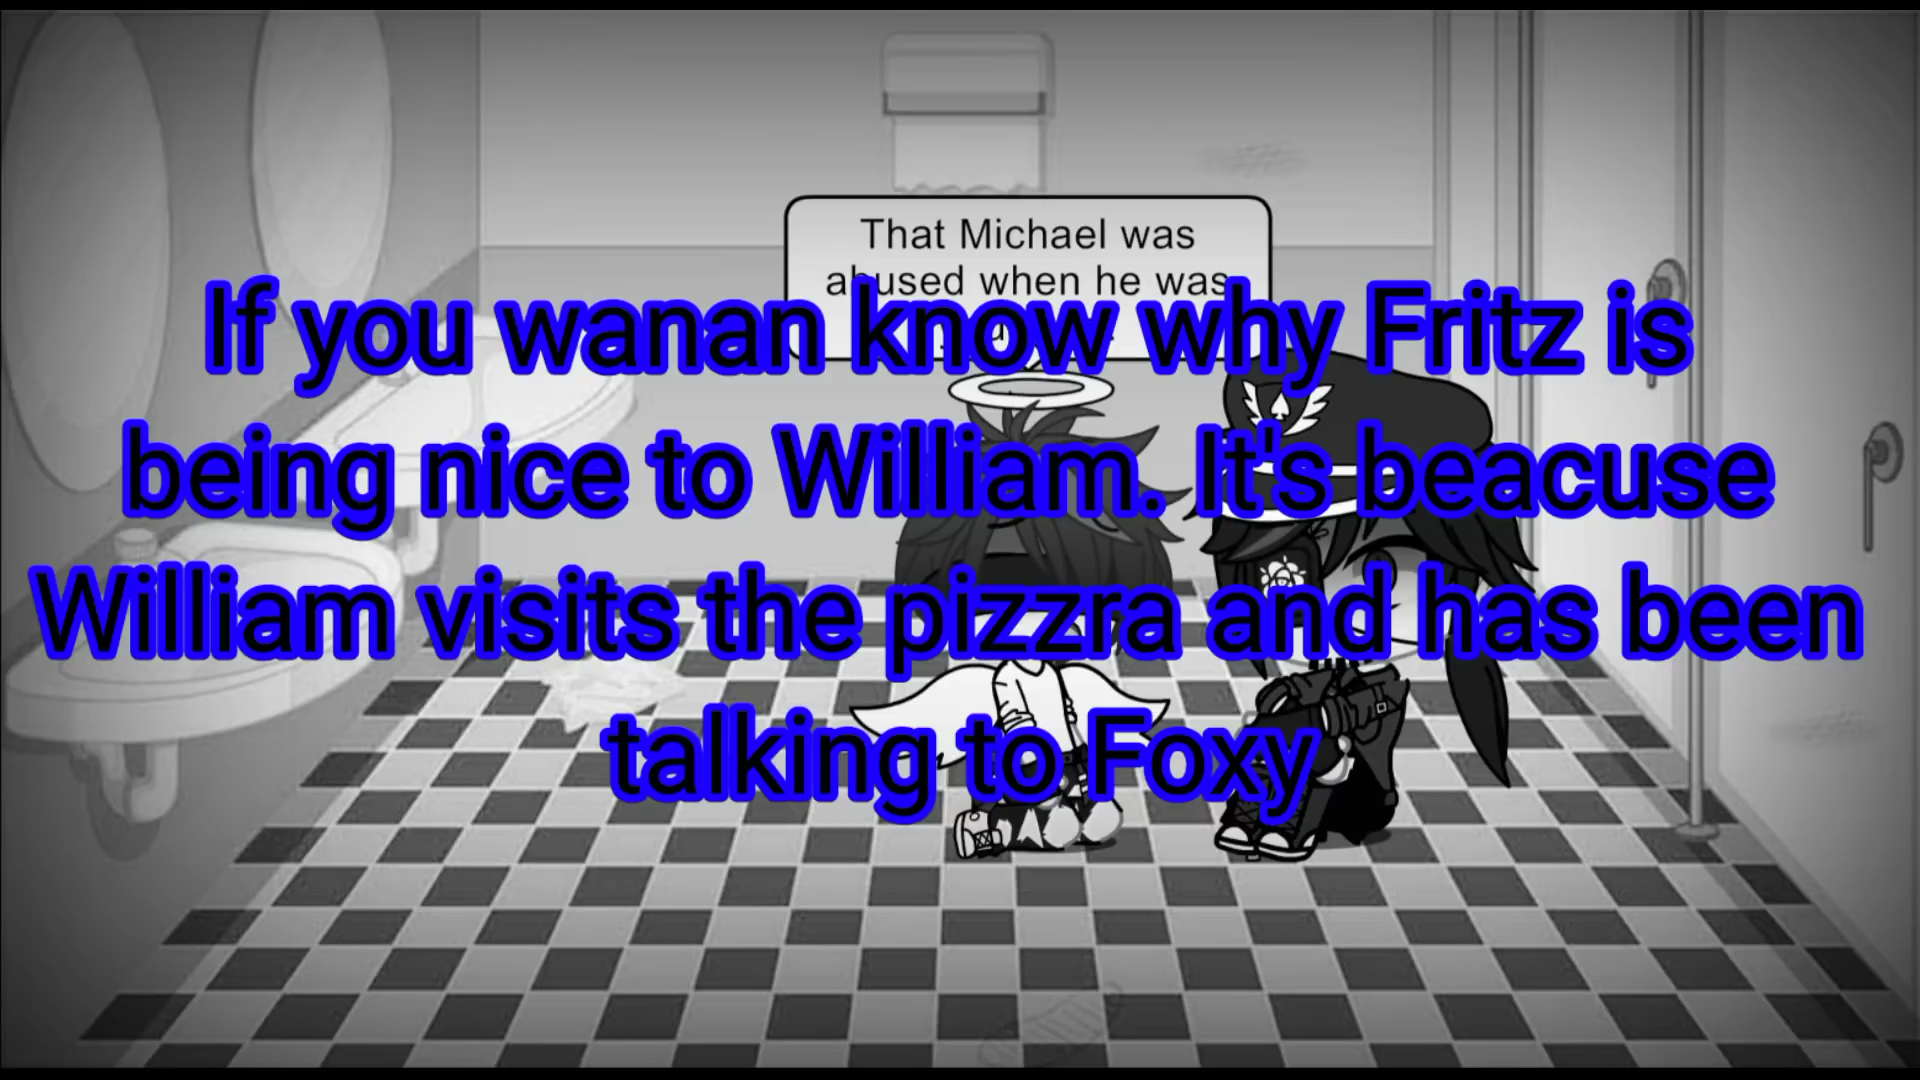 That Michael was
abused when he was
If you wanan know why Fritz is
being nice to William. It's beacuse
William visits the pizzra and has been
talking to Foxy